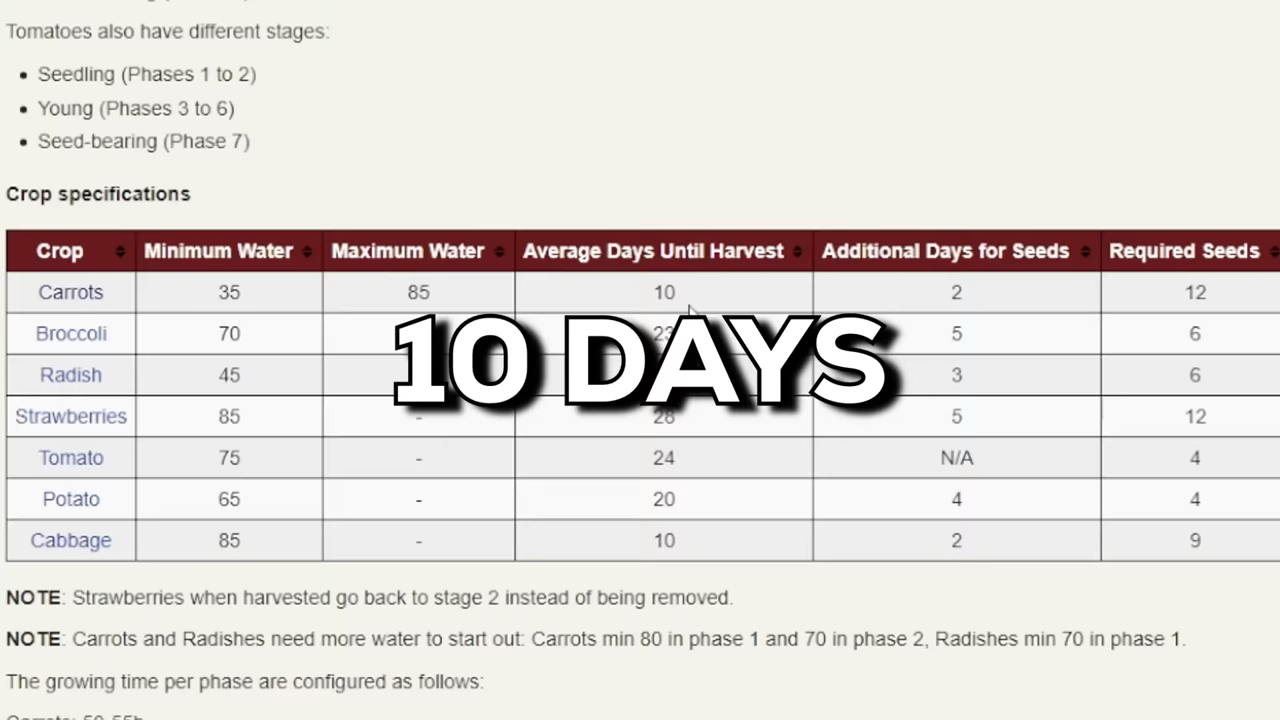 Tomatoes also have different stages:
Seedling (Phases 1 to 2)
Young (Phases 3 to 6)
Seed-bearing (Phase 7)
Crop specifications
Crop Minimum Water Maximum Water Average Days Until Harvest Additional Days for Seeds Required Seeds
Carrots 35 85 10 2 12
Broccoli 70 23 5 6
Radish 45 3 6
Strawberries 85 - 28 5 12
Tomato 75 - 24 N/A 4
Potato 65 - 20 4 4
Cabbage 85 - 10 2 9
10 DAYS
NOTE: Strawberries when harvested go back to stage 2 instead of being removed.
NOTE: Carrots and Radishes need more water to start out: Carrots min 80 in phase 1 and 70 in phase 2, Radishes min 70 in phase 1.
The growing time per phase are configured as follows: